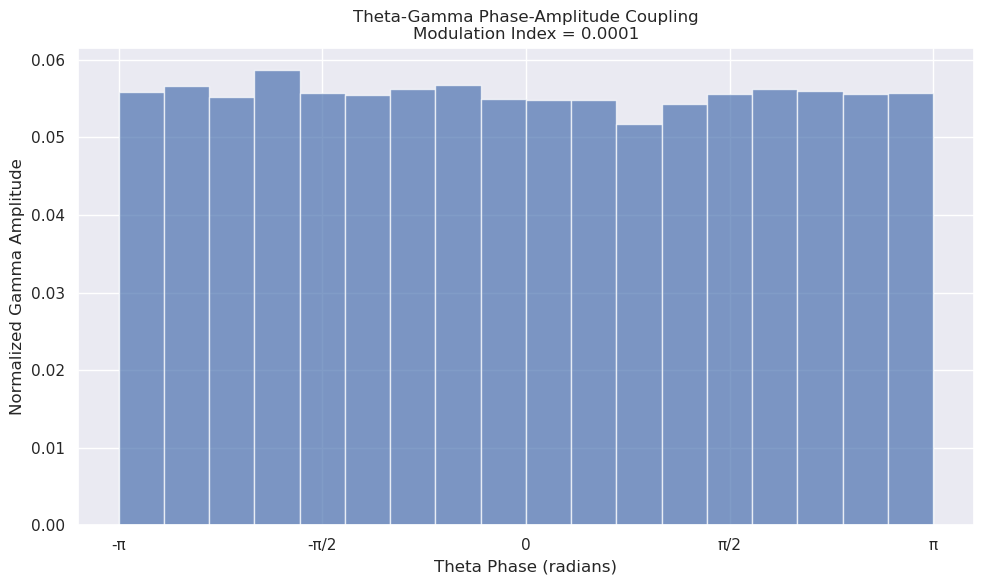 Theta-Gamma Phase-Amplitude Coupling
Modulation Index = 0.0001
Normalized Gamma Amplitude
0.06
0.05
0.04
0.03
0.02
0.01
0.00
-π -π/2 0 π/2 π
Theta Phase (radians)